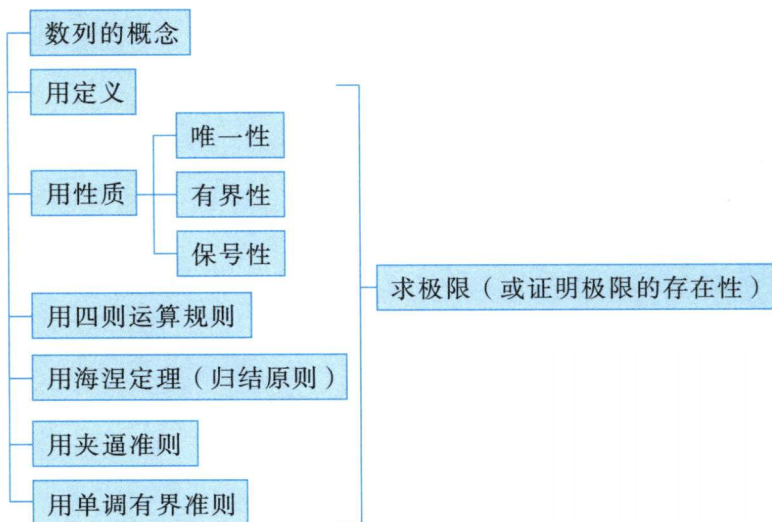 数列的概念
用定义
唯一性
用性质
有界性
保号性
求极限（或证明极限的存在性）
用四则运算规则
用海涅定理（归结原则）
用夹逼准则
用单调有界准则